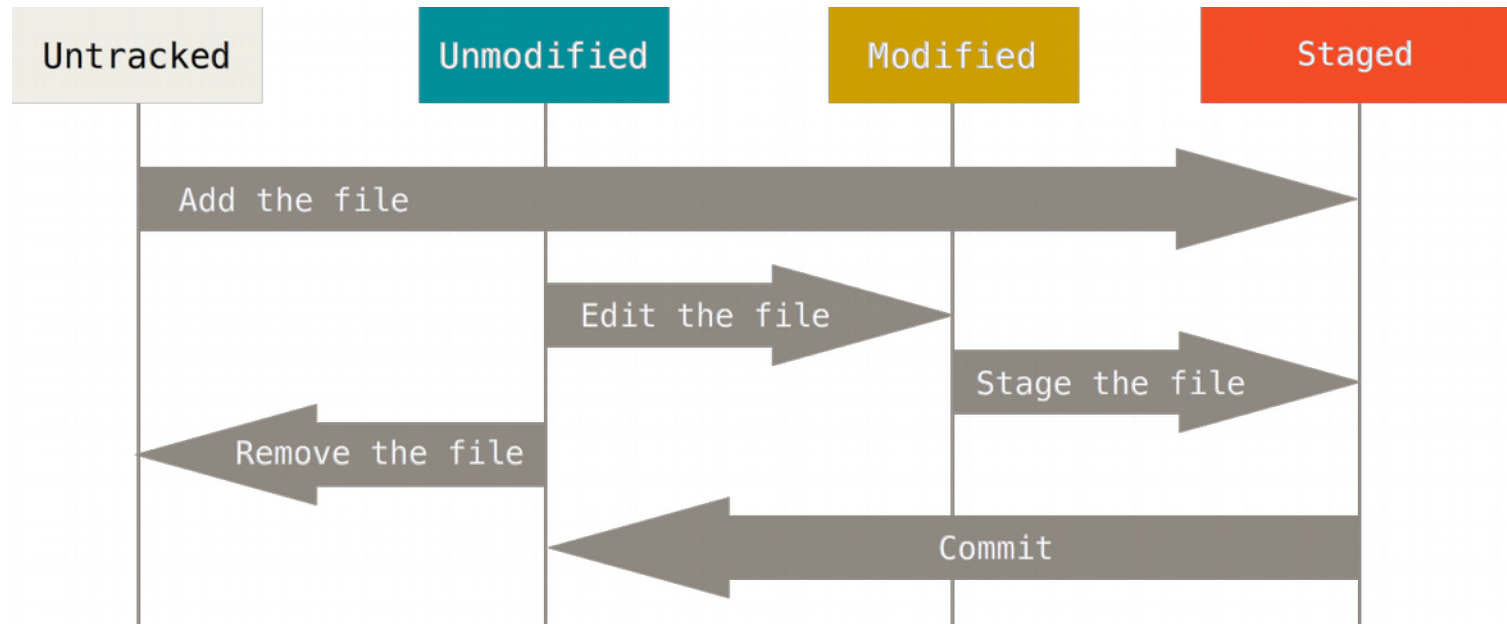 Untracked
Unmodified
Modified
Staged
Add the file
Edit the file
Stage the file
Remove the file
Commit